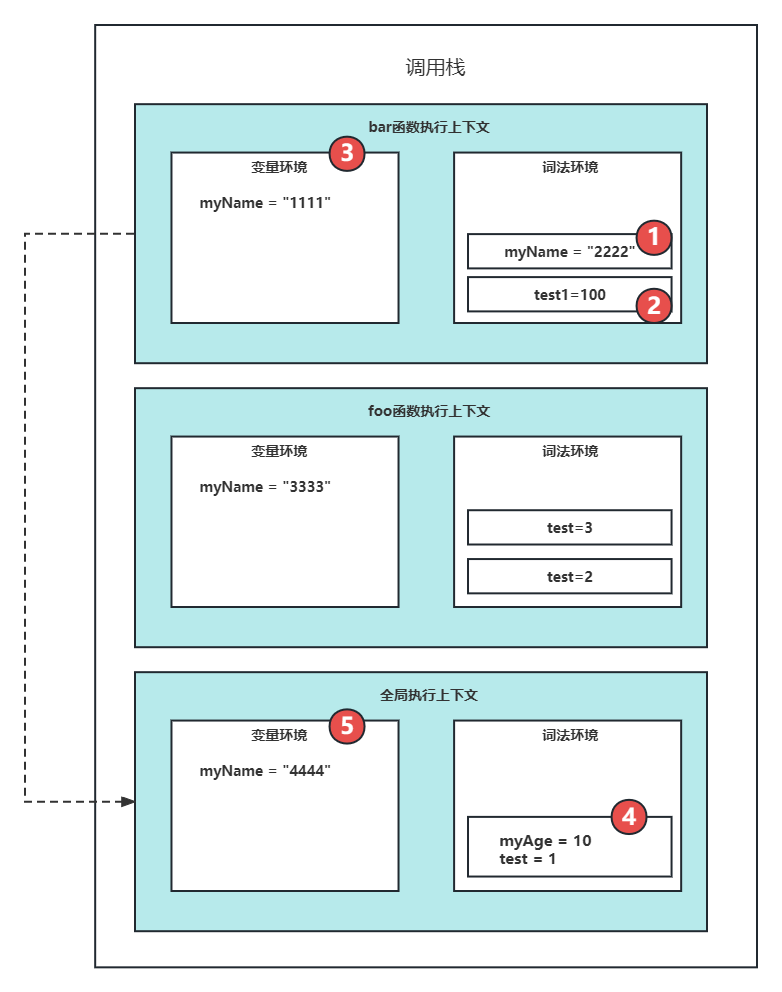 调用栈
bar函数执行上下文
变量环境
3
myName = "1111"
词法环境
1
myName = "2222"
test1=100
2
foo函数执行上下文
变量环境
myName = "3333"
词法环境
test=3
test=2
全局执行上下文
变量环境
5
myName = "4444"
词法环境
4
myAge = 10
test = 1